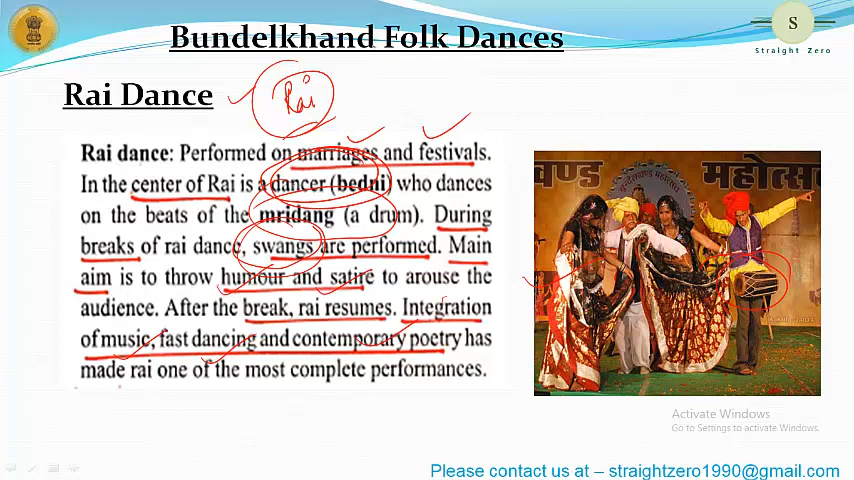 Bundelkhand Folk Dances
S
Straight Zero
Rai Dance
Rai
Rai dance: Performed on marriages and festivals.
In the center of Rai is a dancer (bedni) who dances
on the beats of the mridang (a drum). During
breaks of rai dance, swangs are performed. Main
aim is to throw humour and satire to arouse the
audience. After the break, rai resumes. Integration
of music, fast dancing and contemporary poetry has
made rai one of the most complete performances.
ण्ड महोत्स
Activate Windows
Go to Settings to activate Windows.
Please contact us at – straightzero1990@gmail.com